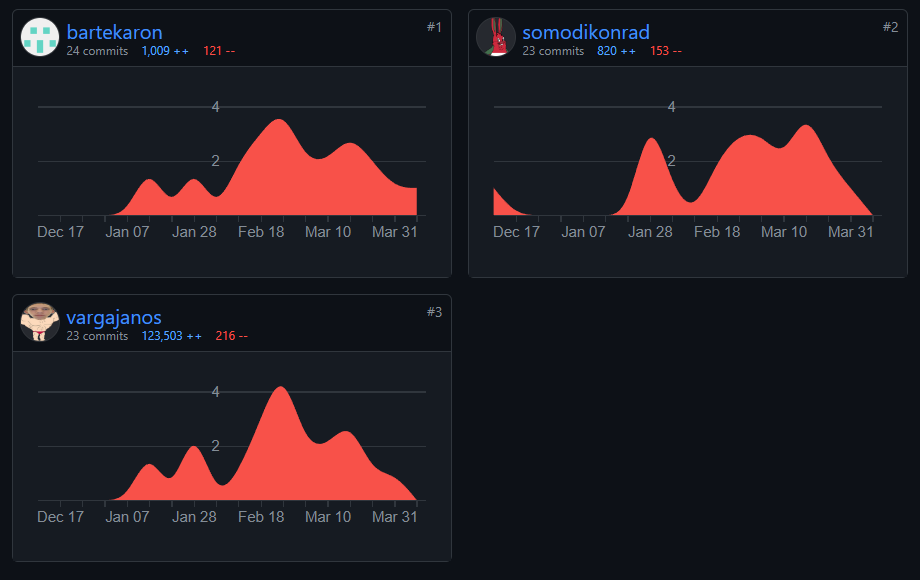 bartekaron #1
24 commits 1,009 ++ 121 --
4
2
Dec 17 Jan 07 Jan 28 Feb 18 Mar 10 Mar 31
somodikonrad #2
23 commits 820 ++ 153 --
4
2
Dec 17 Jan 07 Jan 28 Feb 18 Mar 10 Mar 31
vargajanos #3
23 commits 123,503 ++ 216 --
4
2
Dec 17 Jan 07 Jan 28 Feb 18 Mar 10 Mar 31